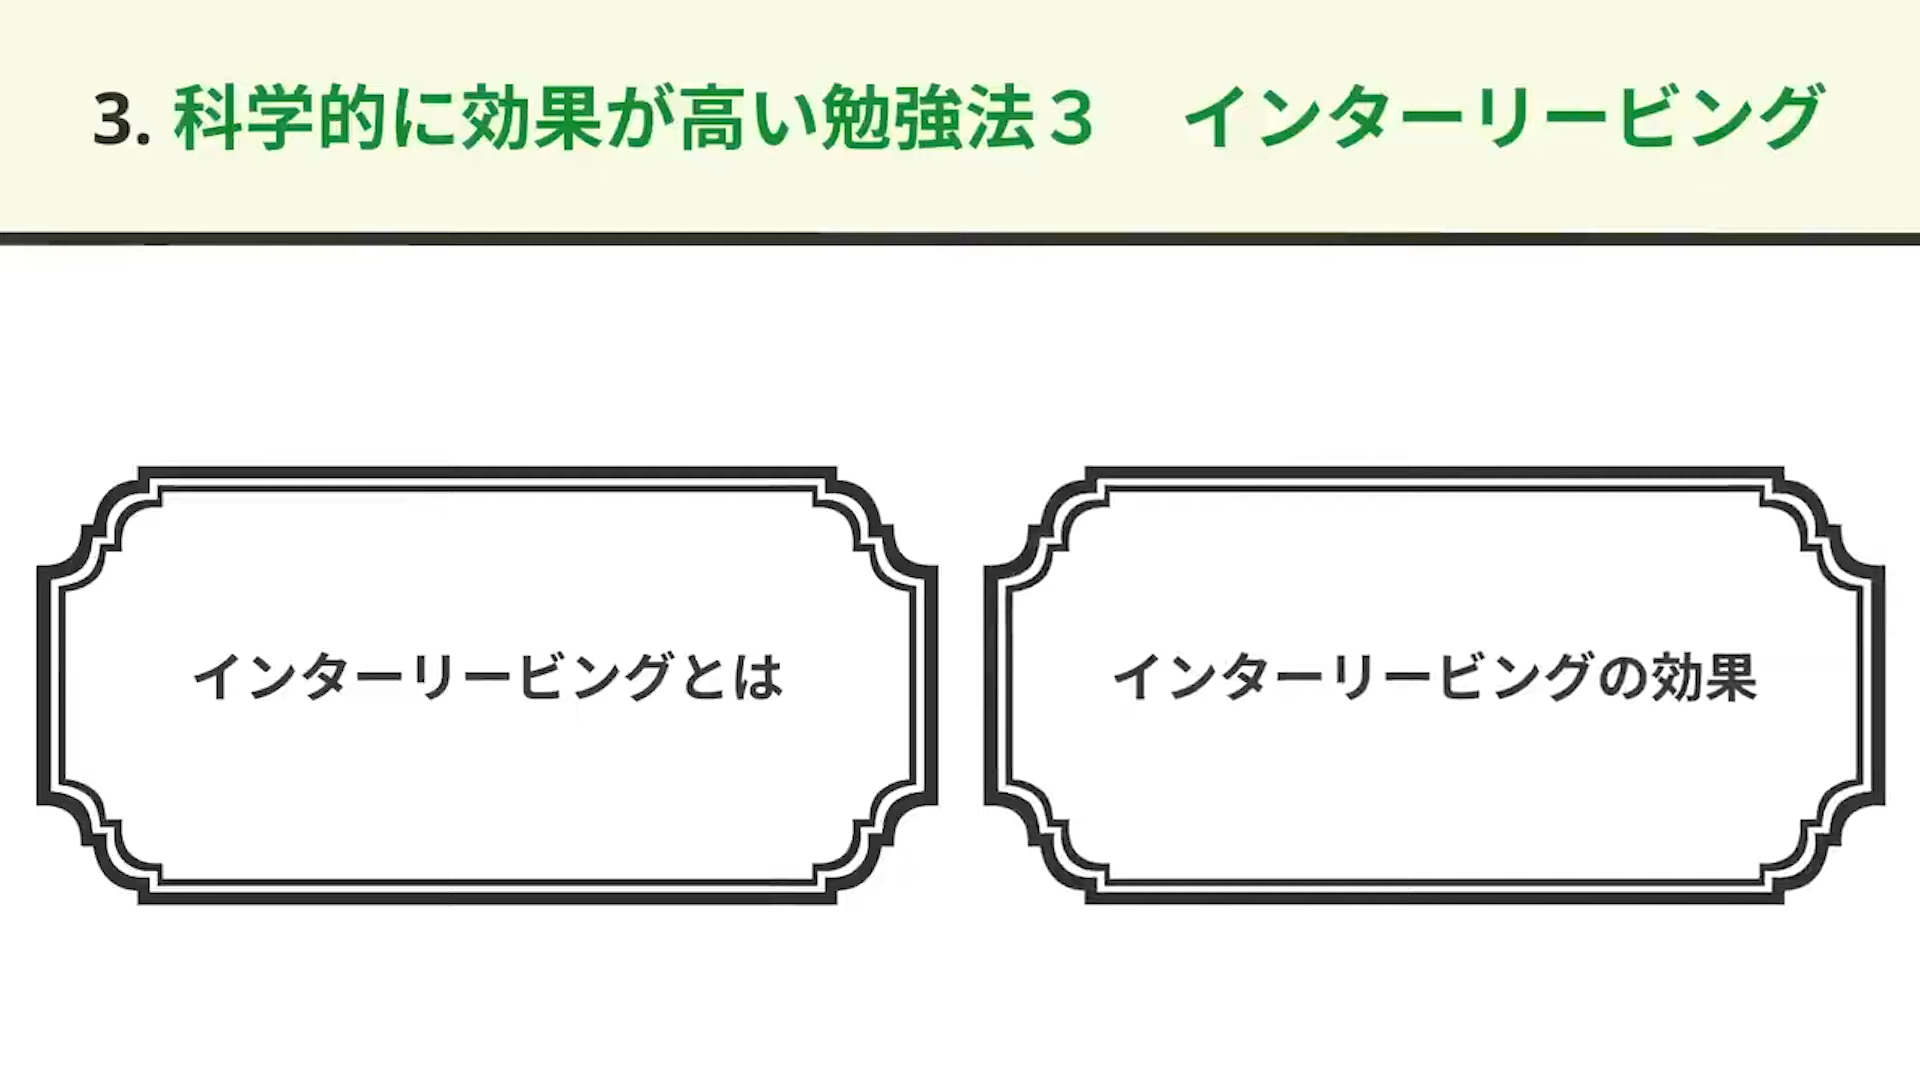 3. 科学的に効果が高い勉強法３　インターリービング
インターリービングとは
インターリービングの効果